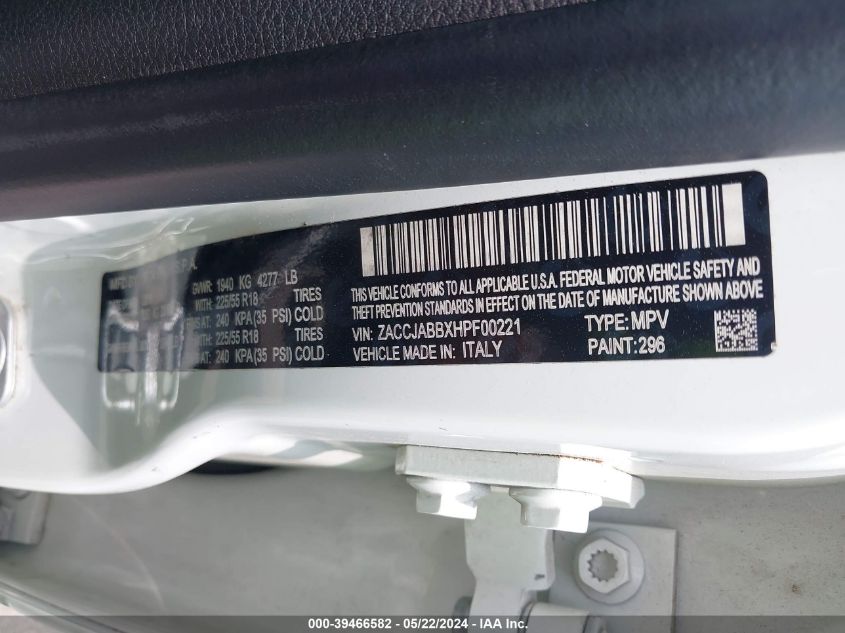 MFD
S.P.A.
GVWR: 1940 KG 4277 LB
WITH: 225/55 R18 TIRES
AT: 240 KPA(35 PSI) COLD
WITH: 225/55 R18 TIRES
AT: 240 KPA(35 PSI) COLD
THIS VEHICLE CONFORMS TO ALL APPLICABLE U.S.A. FEDERAL MOTOR VEHICLE SAFETY AND
THEFT PREVENTION STANDARDS IN EFFECT ON THE DATE OF MANUFACTURE SHOWN ABOVE.
VIN: ZACCJABBXHPF00221 TYPE:MPV
VEHICLE MADE IN: ITALY PAINT:296
000-39466582 - 05/22/2024 - IAA Inc.